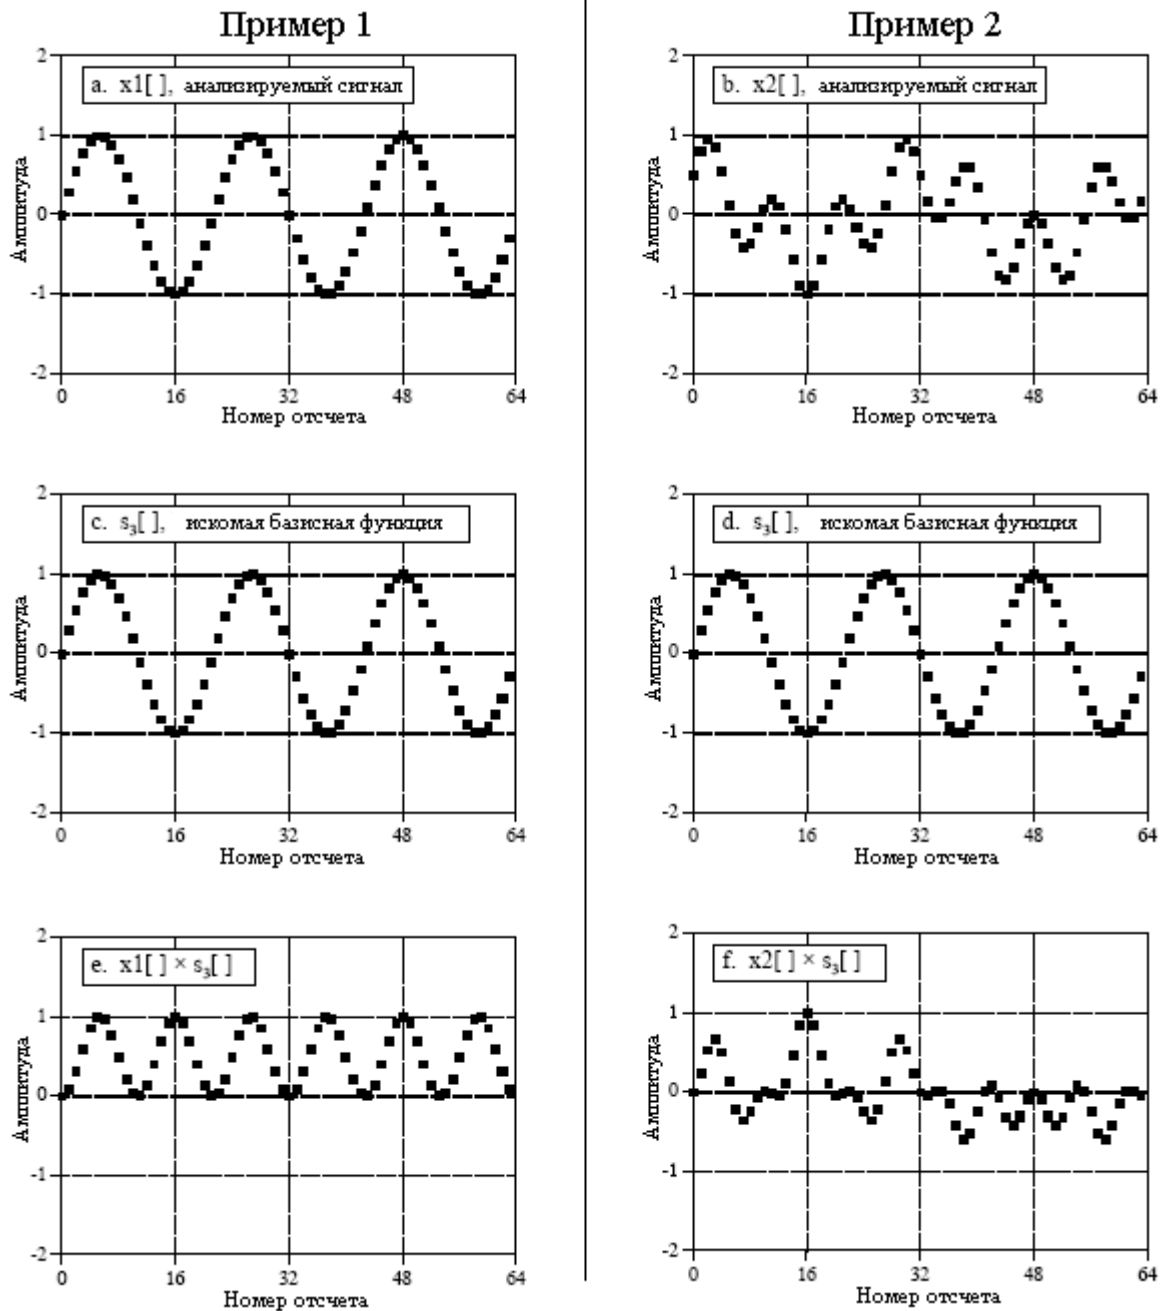 Пример 1
2
a. x1[ ], анализируемый сигнал
1
0
-1
-2
Амплитуда
0 16 32 48 64
Номер отсчета
2
c. s₃[ ], искомая базисная функция
1
0
-1
-2
Амплитуда
0 16 32 48 64
Номер отсчета
2
e. x1[ ] × s₃[ ]
1
0
-1
-2
Амплитуда
0 16 32 48 64
Номер отсчета
Пример 2
2
b. x2[ ], анализируемый сигнал
1
0
-1
-2
Амплитуда
0 16 32 48 64
Номер отсчета
2
d. s₃[ ], искомая базисная функция
1
0
-1
-2
Амплитуда
0 16 32 48 64
Номер отсчета
2
f. x2[ ] × s₃[ ]
1
0
-1
-2
Амплитуда
0 16 32 48 64
Номер отсчета